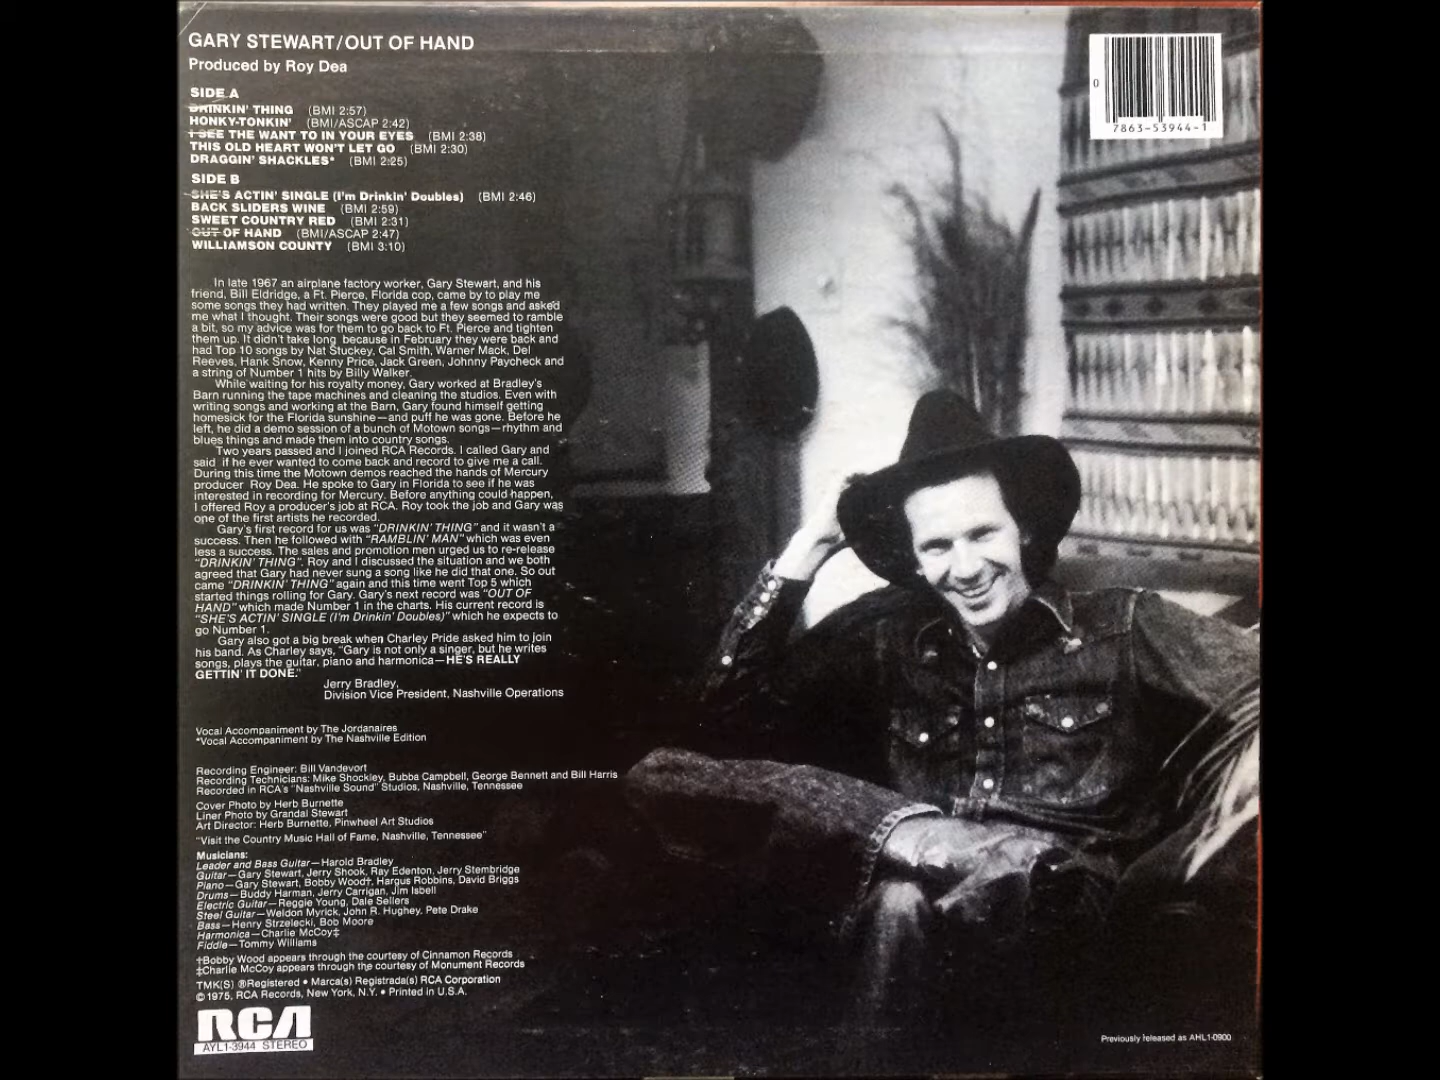 GARY STEWART/OUT OF HAND
Produced by Roy Dea
SIDE A
DRINKIN' THING (BMI 2:57)
HONKY-TONKIN' (BMI/ASCAP 2:42)
I SEE THE WANT TO IN YOUR EYES (BMI 2:38)
THIS OLD HEART WON'T LET GO (BMI 2:30)
DRAGGIN' SHACKLES* (BMI 2:25)
SIDE B
SHE'S ACTIN' SINGLE (I'm Drinkin' Doubles) (BMI 2:46)
BACK SLIDERS WINE (BMI 2:59)
SWEET COUNTRY RED (BMI 2:31)
OUT OF HAND (BMI/ASCAP 2:47)
WILLIAMSON COUNTY (BMI 3:10)
In late 1967 an airplane factory worker, Gary Stewart, and his
friend, Bill Eldridge, a Ft. Pierce, Florida cop, came by to play me
some songs they had written. They played me a few songs and asked
me what I thought. Their songs were good but they seemed to ramble
a bit, so my advice was for them to go back to Ft. Pierce and tighten
them up. It didn't take long because in February they were back and
had Top 10 songs by Nat Stuckey, Cal Smith, Warner Mack, Del
Reeves, Hank Snow, Kenny Price, Jack Green, Johnny Paycheck and
a string of Number 1 hits by Billy Walker.
While waiting for his royalty money, Gary worked at Bradley's
Barn running the tape machines and cleaning the studios. Even with
writing songs and working at the Barn, Gary found himself getting
homesick for the Florida sunshine—and puff he was gone. Before he
left, he did a demo session of a bunch of Motown songs—rhythm and
blues things and made them into country songs.
Two years passed and I joined RCA Records. I called Gary and
said if he ever wanted to come back and record to give me a call.
During this time the Motown demos reached the hands of Mercury
producer Roy Dea. He spoke to Gary in Florida to see if he was
interested in recording for Mercury. Before anything could happen,
I offered Roy a producer's job at RCA. Roy took the job and Gary was
one of the first artists he recorded.
Gary's first record for us was "DRINKIN' THING" and it wasn't a
success. Then he followed with "RAMBLIN' MAN" which was even
less a success. The sales and promotion men urged us to re-release
"DRINKIN' THING". Roy and I discussed the situation and we both
agreed that Gary had never sung a song like he did that one. So out
came "DRINKIN' THING" again and this time went Top 5 which
started things rolling for Gary. Gary's next record was "OUT OF
HAND" which made Number 1 in the charts. His current record is
"SHE'S ACTIN' SINGLE (I'm Drinkin' Doubles)" which he expects to
go Number 1.
Gary also got a big break when Charley Pride asked him to join
his band. As Charley says, "Gary is not only a singer, but he writes
songs, plays the guitar, piano and harmonica—HE'S REALLY
GETTIN' IT DONE."
Jerry Bradley,
Division Vice President, Nashville Operations
Vocal Accompaniment by The Jordanaires
*Vocal Accompaniment by The Nashville Edition
Recording Engineer: Bill Vandevort
Recording Technicians: Mike Shockley, Bubba Campbell, George Bennett and Bill Harris
Recorded in RCA's "Nashville Sound" Studios, Nashville, Tennessee
Cover Photo by Herb Burnette
Liner Photo by Grandal Stewart
Art Director: Herb Burnette, Pinwheel Art Studios
"Visit the Country Music Hall of Fame, Nashville, Tennessee"
Musicians:
Leader and Bass Guitar—Harold Bradley
Guitar—Gary Stewart, Jerry Shook, Ray Edenton, Jerry Stembridge
Piano—Gary Stewart, Bobby Wood†, Hargus Robbins, David Briggs
Drums—Buddy Harman, Jerry Carrigan, Jim Isbell
Electric Guitar—Reggie Young, Dale Sellers
Steel Guitar—Weldon Myrick, John R. Hughey, Pete Drake
Bass—Henry Strzelecki, Bob Moore
Harmonica—Charlie McCoy‡
Fiddle—Tommy Williams
†Bobby Wood appears through the courtesy of Cinnamon Records
‡Charlie McCoy appears through the courtesy of Monument Records
TMK(S) ®Registered • Marca(s) Registrada(s) RCA Corporation
©1975, RCA Records, New York, N.Y. • Printed in U.S.A.
RCA
AYL1-3944 STEREO
0
7863-53944-1
Previously released as AHL1-0900